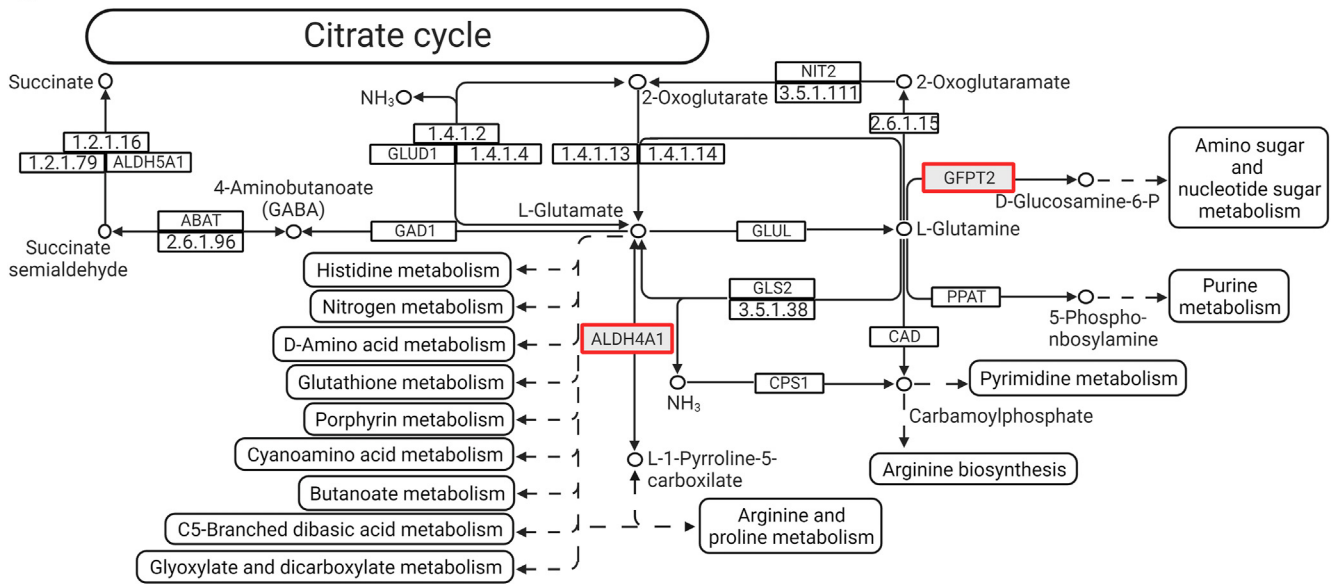 Citrate cycle
Succinate
NH₃
2-Oxoglutarate
NIT2
3.5.1.111
2-Oxoglutaramate
2.6.1.15
1.2.1.16
1.2.1.79
ALDH5A1
1.4.1.2
GLUD1
1.4.1.4
1.4.1.13
1.4.1.14
GFPT2
D-Glucosamine-6-P
Amino sugar
and
nucleotide sugar
metabolism
4-Aminobutanoate
(GABA)
L-Glutamate
ABAT
2.6.1.96
GAD1
GLUL
L-Glutamine
Succinate
semialdehyde
Histidine metabolism
Nitrogen metabolism
D-Amino acid metabolism
Glutathione metabolism
Porphyrin metabolism
Cyanoamino acid metabolism
Butanoate metabolism
C5-Branched dibasic acid metabolism
Glyoxylate and dicarboxylate metabolism
GLS2
3.5.1.38
PPAT
5-Phospho-
nbosylamine
Purine
metabolism
ALDH4A1
CAD
NH₃
CPS1
Pyrimidine metabolism
Carbamoylphosphate
Arginine biosynthesis
L-1-Pyrroline-5-
carboxilate
Arginine and
proline metabolism